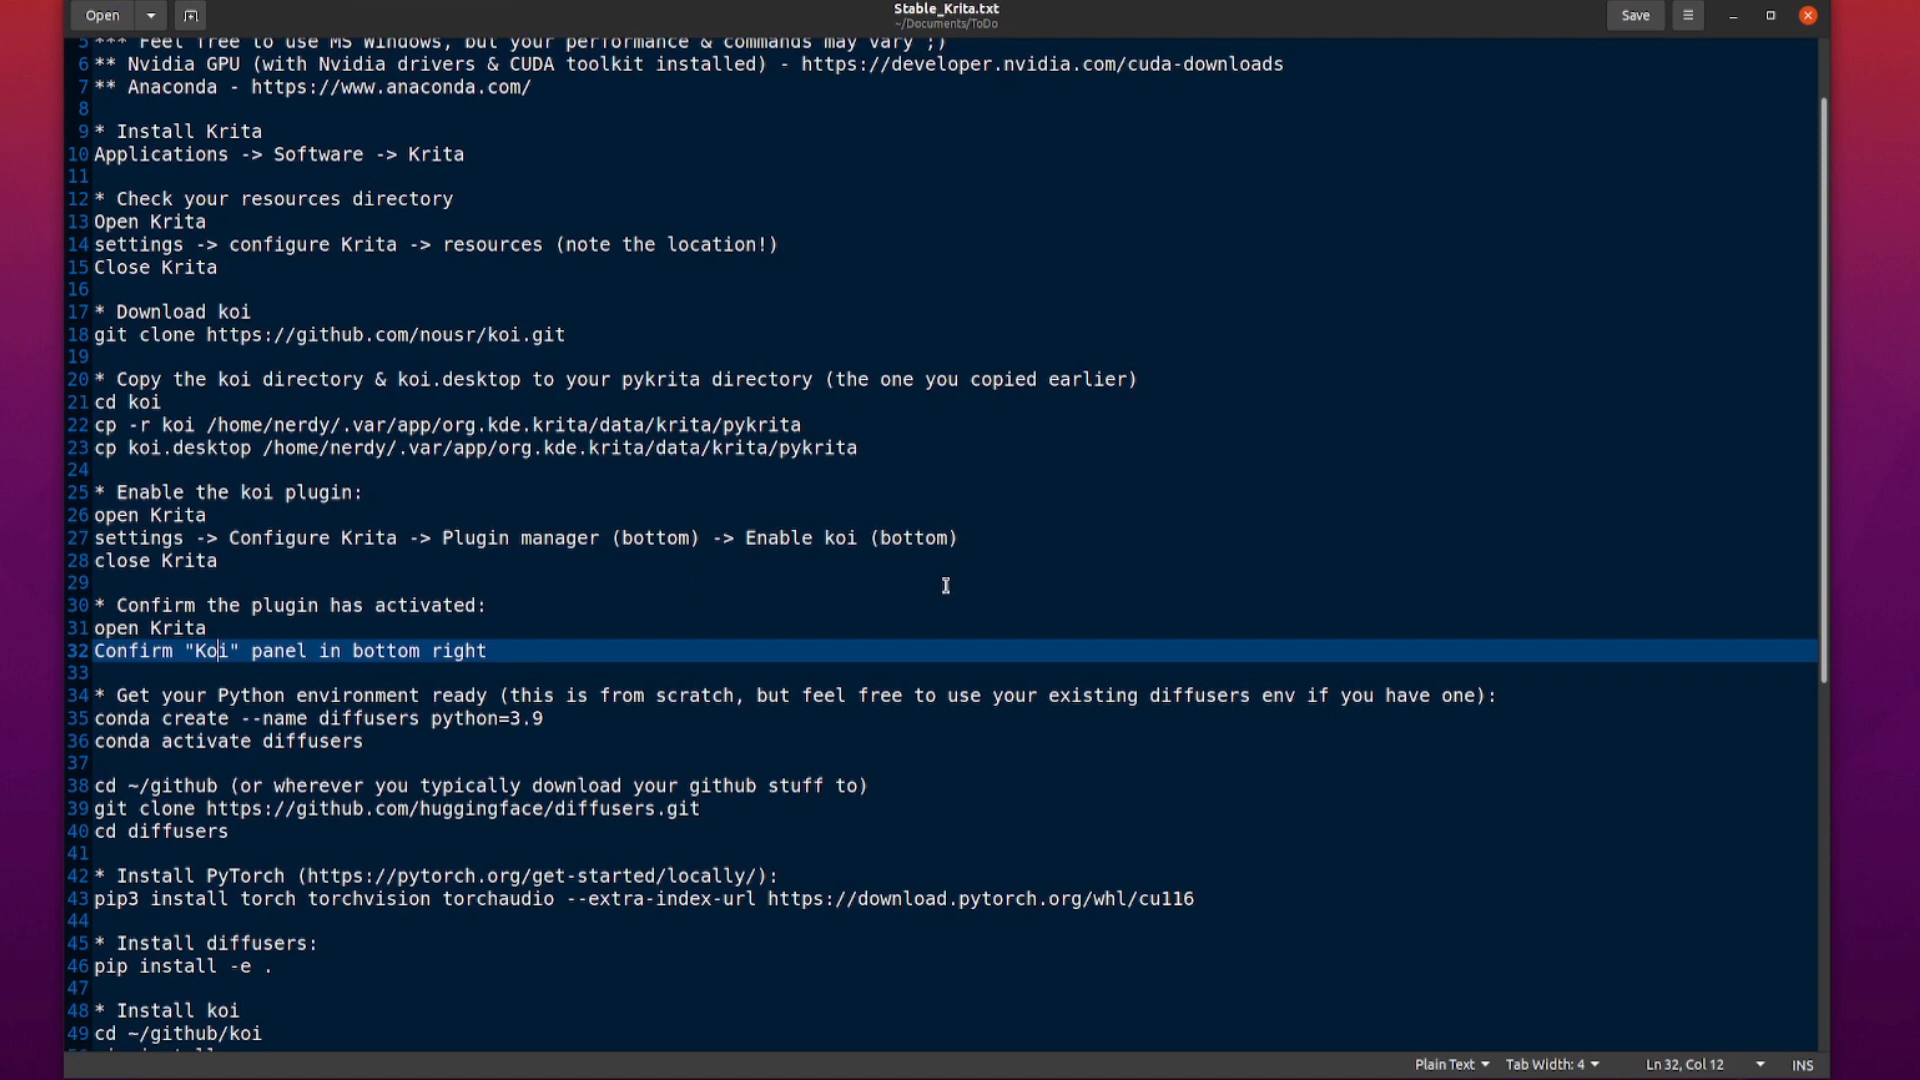 Open
Stable_Krita.txt
~/Documents/ToDo
Save
5 *** Feel free to use MS Windows, but your performance & commands may vary ;)
6 ** Nvidia GPU (with Nvidia drivers & CUDA toolkit installed) - https://developer.nvidia.com/cuda-downloads
7 ** Anaconda - https://www.anaconda.com/
8
9 * Install Krita
10 Applications -> Software -> Krita
11
12 * Check your resources directory
13 Open Krita
14 settings -> configure Krita -> resources (note the location!)
15 Close Krita
16
17 * Download koi
18 git clone https://github.com/nousr/koi.git
19
20 * Copy the koi directory & koi.desktop to your pykrita directory (the one you copied earlier)
21 cd koi
22 cp -r koi /home/nerdy/.var/app/org.kde.krita/data/krita/pykrita
23 cp koi.desktop /home/nerdy/.var/app/org.kde.krita/data/krita/pykrita
24
25 * Enable the koi plugin:
26 open Krita
27 settings -> Configure Krita -> Plugin manager (bottom) -> Enable koi (bottom)
28 close Krita
29
30 * Confirm the plugin has activated:
31 open Krita
32 Confirm "Koi" panel in bottom right
33
34 * Get your Python environment ready (this is from scratch, but feel free to use your existing diffusers env if you have one):
35 conda create --name diffusers python=3.9
36 conda activate diffusers
37
38 cd ~/github (or wherever you typically download your github stuff to)
39 git clone https://github.com/huggingface/diffusers.git
40 cd diffusers
41
42 * Install PyTorch (https://pytorch.org/get-started/locally/):
43 pip3 install torch torchvision torchaudio --extra-index-url https://download.pytorch.org/whl/cu116
44
45 * Install diffusers:
46 pip install -e .
47
48 * Install koi
49 cd ~/github/koi
Plain Text
Tab Width: 4
Ln 32, Col 12
INS